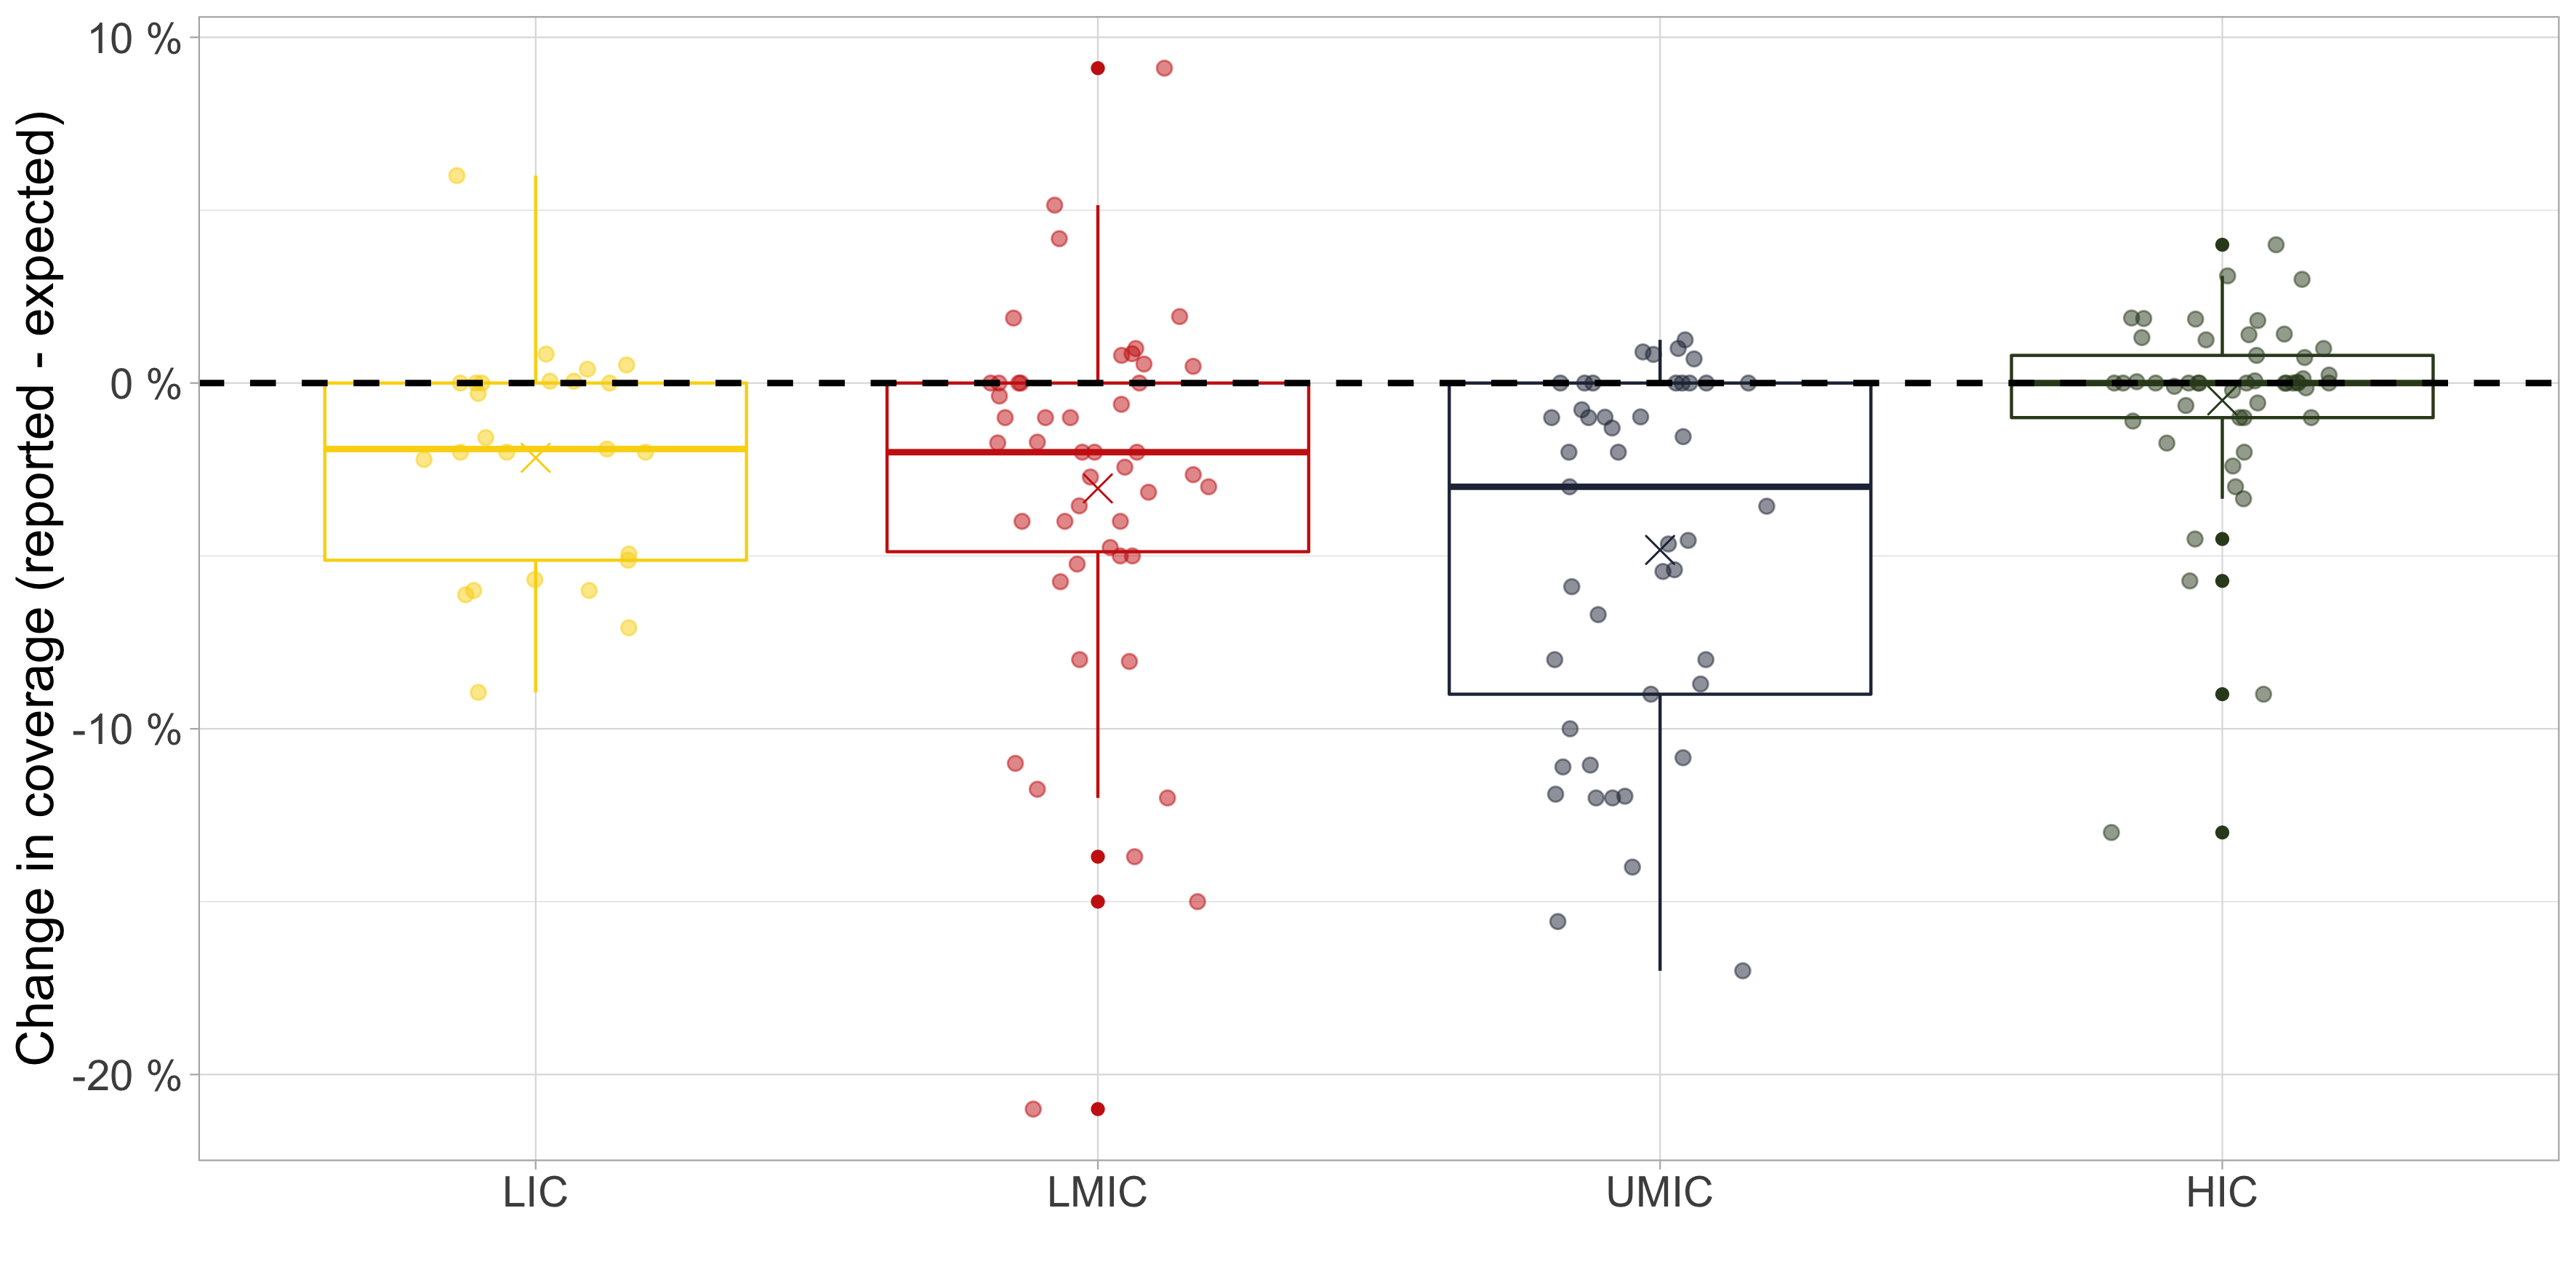 Change in coverage (reported - expected)
10 %
0 %
-10 %
-20 %
LIC
LMIC
UMIC
HIC